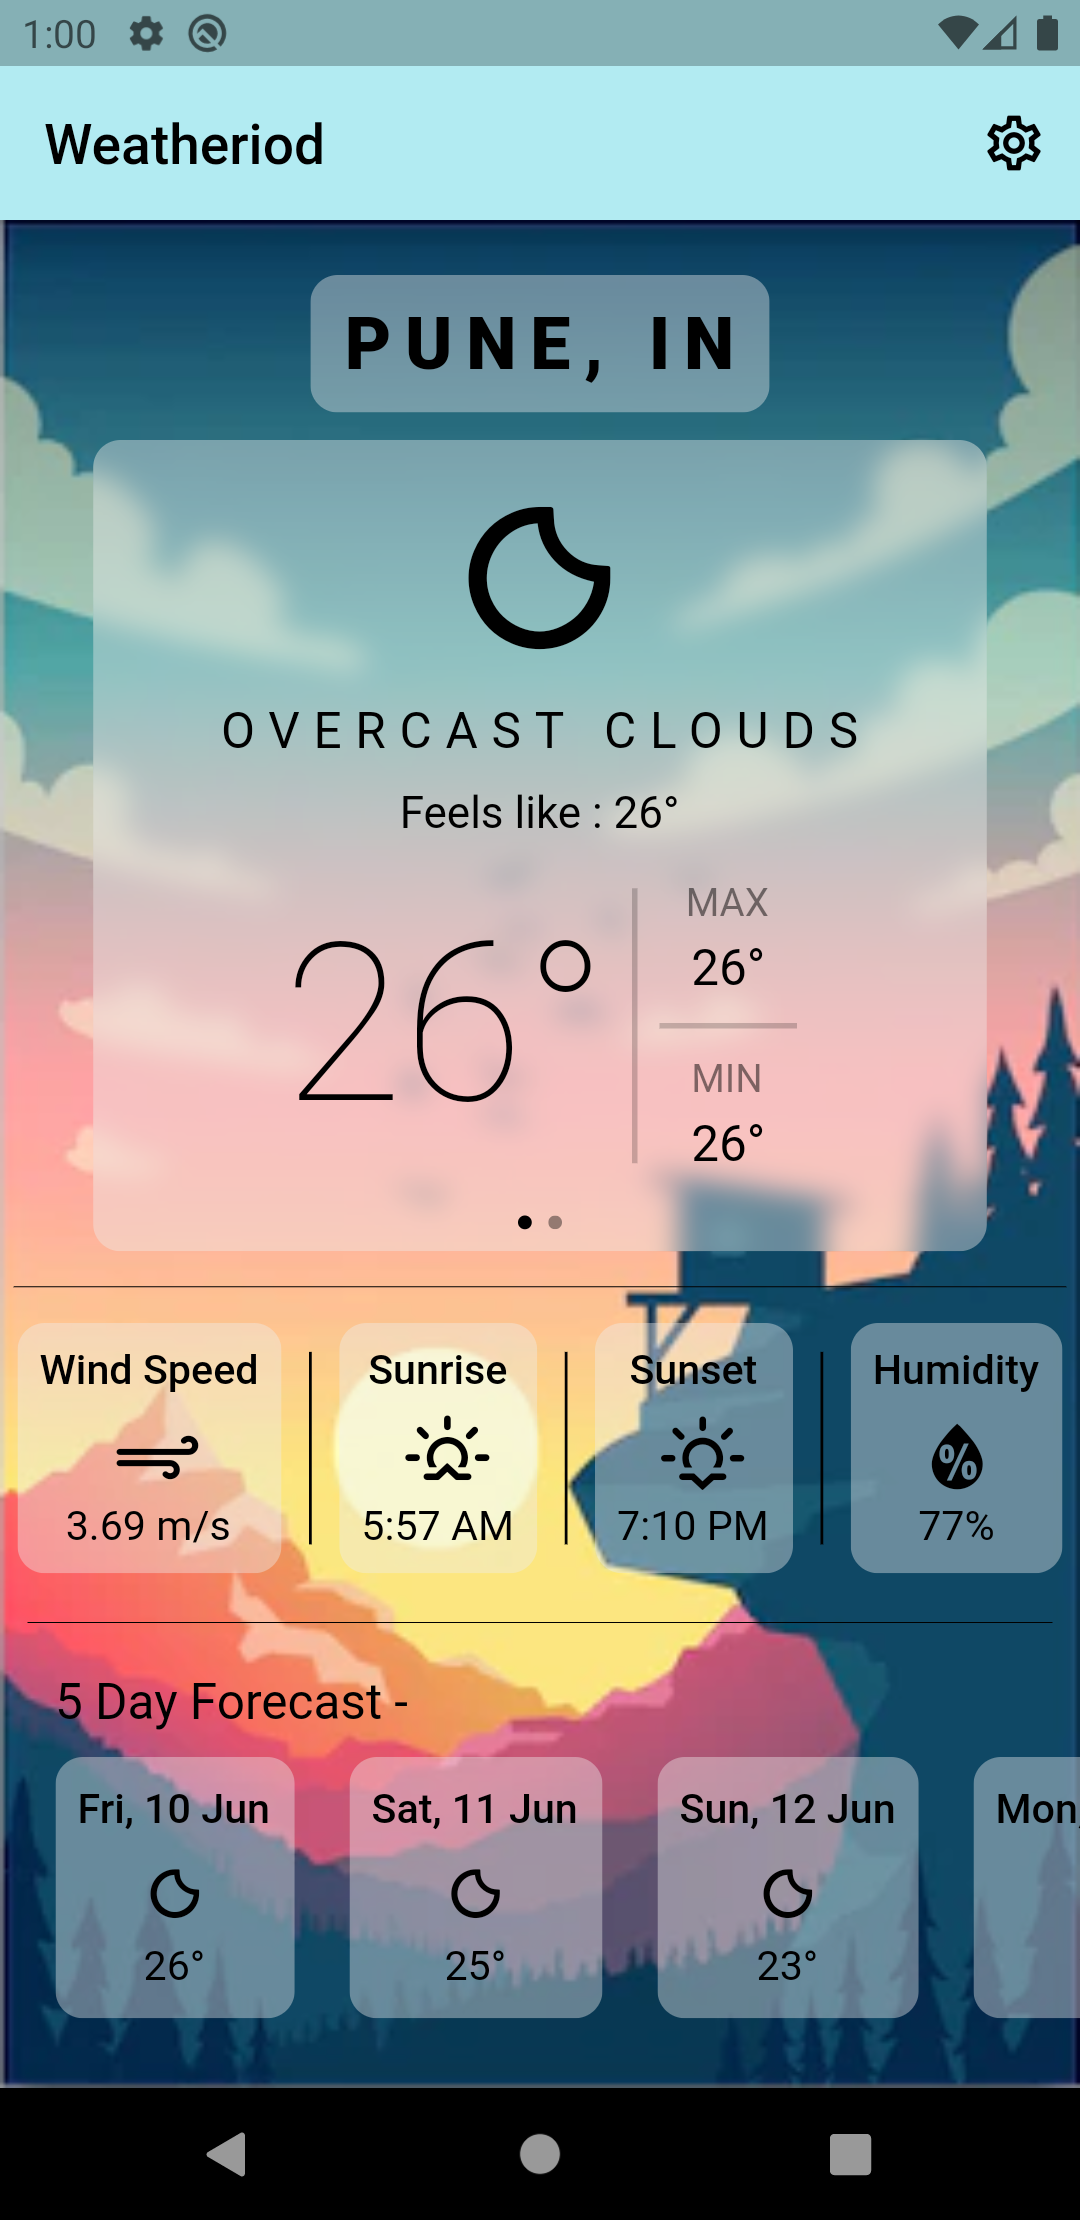 1:00
Weatheriod
PUNE, IN
OVERCAST CLOUDS
Feels like : 26°
26°
MAX
26°
MIN
26°
Wind Speed
3.69 m/s
Sunrise
5:57 AM
Sunset
7:10 PM
Humidity
%
77%
5 Day Forecast -
Fri, 10 Jun
26°
Sat, 11 Jun
25°
Sun, 12 Jun
23°
Mon,